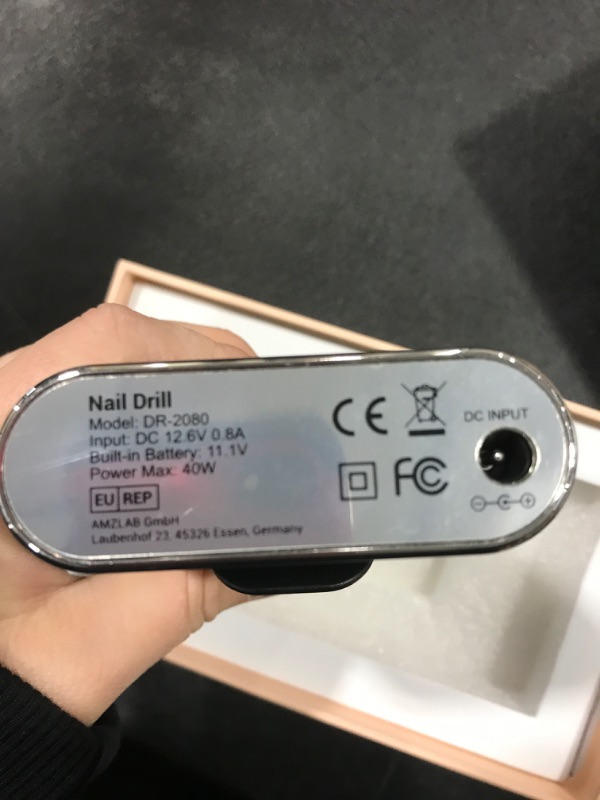 Nail Drill
Model: DR-2080
Input: DC 12.6V 0.8A
Built-in Battery: 11.1V
Power Max: 40W
EU REP
AMZLAB GmbH
Laubenhof 23, 45326 Essen, Germany
CE
FC
DC INPUT